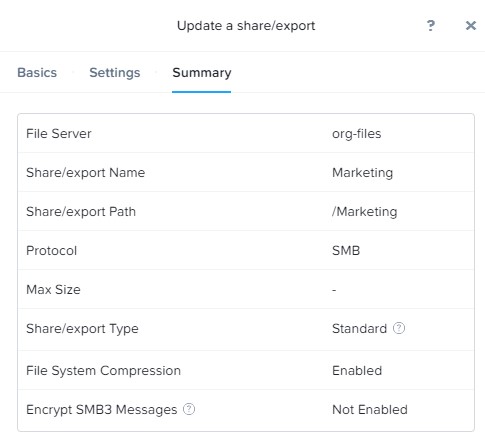 Update a share/export ? ×
Basics Settings Summary
File Server org-files
Share/export Name Marketing
Share/export Path /Marketing
Protocol SMB
Max Size -
Share/export Type Standard ?
File System Compression Enabled
Encrypt SMB3 Messages ? Not Enabled